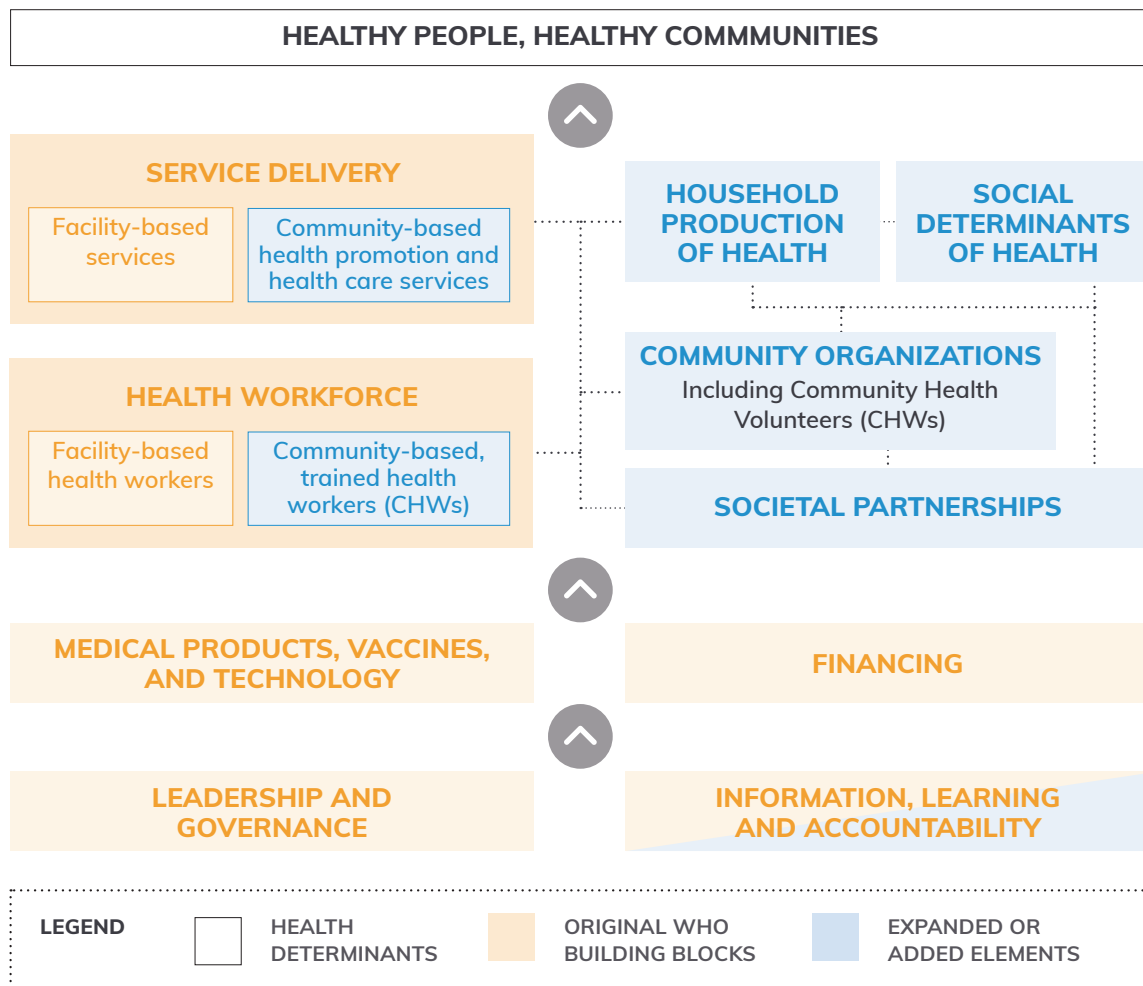 HEALTHY PEOPLE, HEALTHY COMMMUNITIES
SERVICE DELIVERY
Facility-based
services
Community-based
health promotion and
health care services
HOUSEHOLD
PRODUCTION
OF HEALTH
SOCIAL
DETERMINANTS
OF HEALTH
HEALTH WORKFORCE
Facility-based
health workers
Community-based,
trained health
workers (CHWs)
COMMUNITY ORGANIZATIONS
Including Community Health
Volunteers (CHWs)
SOCIETAL PARTNERSHIPS
MEDICAL PRODUCTS, VACCINES,
AND TECHNOLOGY
FINANCING
LEADERSHIP AND
GOVERNANCE
INFORMATION, LEARNING
AND ACCOUNTABILITY
LEGEND
HEALTH
DETERMINANTS
ORIGINAL WHO
BUILDING BLOCKS
EXPANDED OR
ADDED ELEMENTS